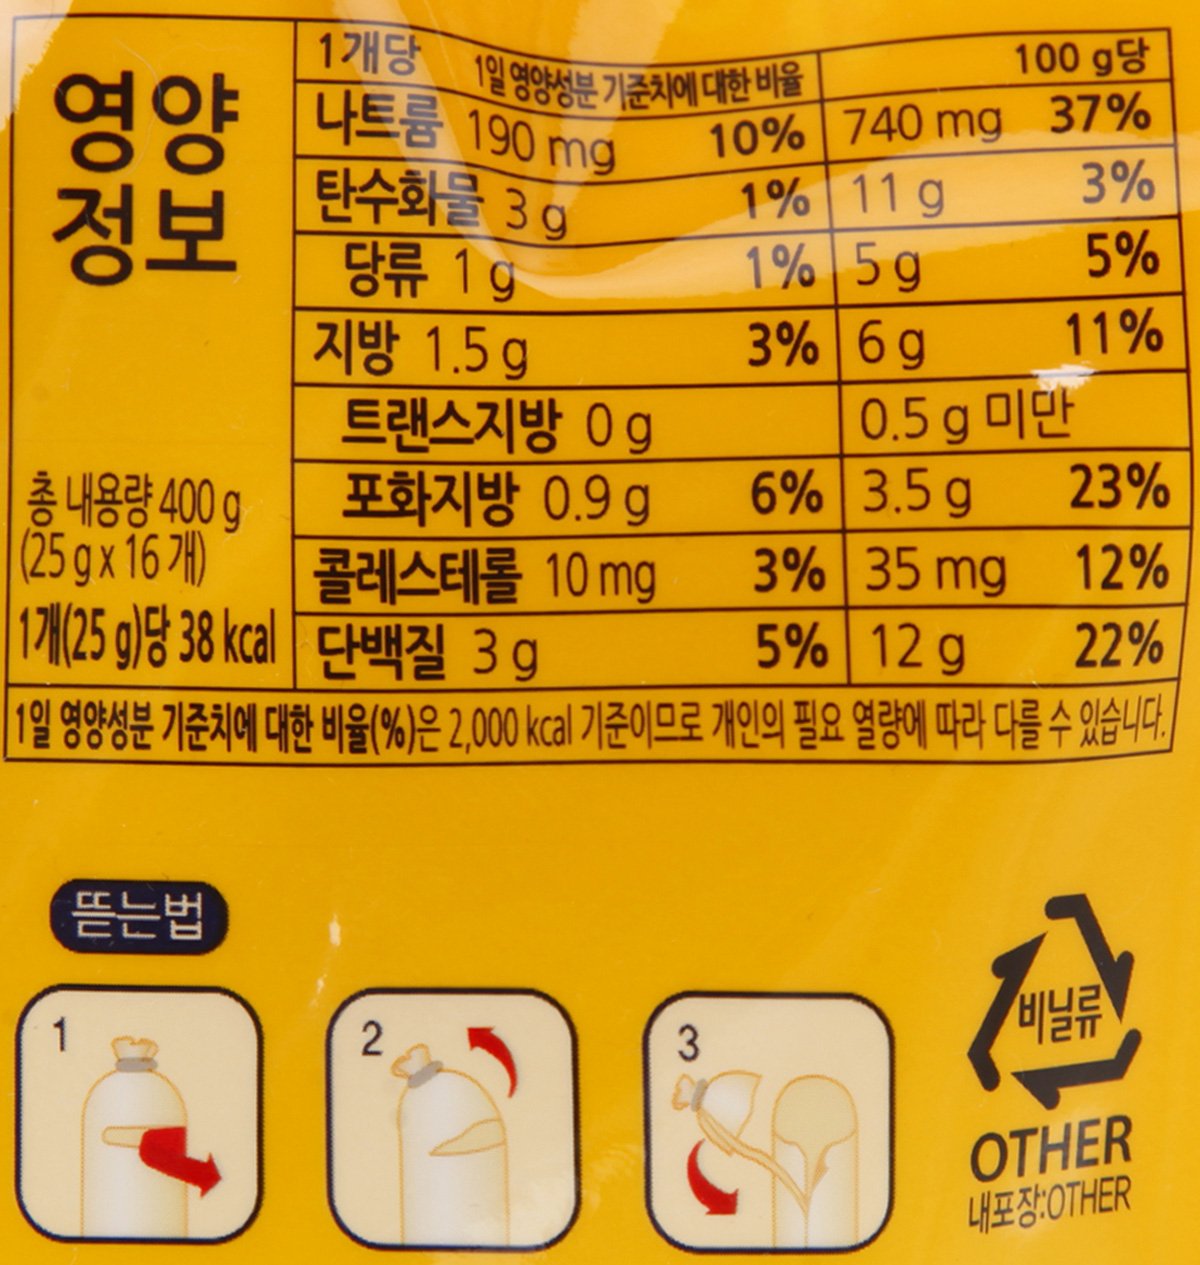 영양
정보
총 내용량 400 g
(25 g x 16 개)
1개(25 g)당 38 kcal
1개당 1일 영양성분 기준치에 대한 비율 100 g당
나트륨 190 mg 10% 740 mg 37%
탄수화물 3 g 1% 11 g 3%
당류 1 g 1% 5 g 5%
지방 1.5 g 3% 6 g 11%
트랜스지방 0 g 0.5 g 미만
포화지방 0.9 g 6% 3.5 g 23%
콜레스테롤 10 mg 3% 35 mg 12%
단백질 3 g 5% 12 g 22%
1일 영양성분 기준치에 대한 비율(%)은 2,000 kcal 기준이므로 개인의 필요 열량에 따라 다를 수 있습니다.
뜯는법
1
2
3
비닐류
OTHER
내포장:OTHER